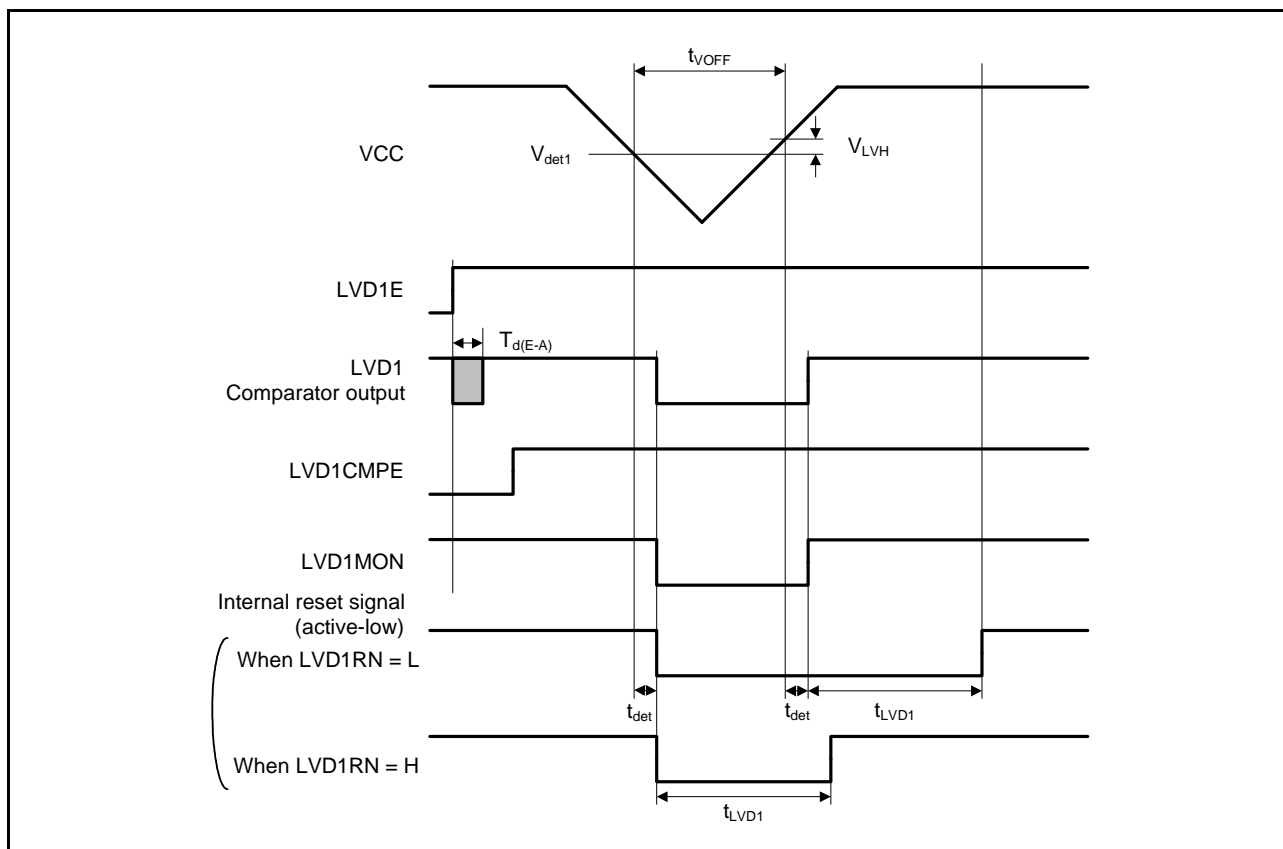 tVOFF
VCC
Vdet1
VLVH
LVD1E
Td(E-A)
LVD1
Comparator output
LVD1CMPE
LVD1MON
Internal reset signal
(active-low)
When LVD1RN = L
tdet
tdet
tLVD1
When LVD1RN = H
tLVD1